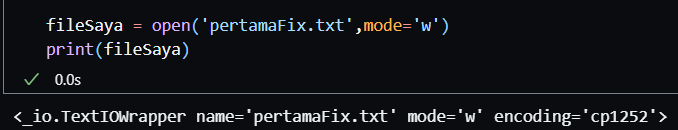 fileSaya = open('pertamaFix.txt',mode='w')
print(fileSaya)
0.0s
<_io.TextIOWrapper name='pertamaFix.txt' mode='w' encoding='cp1252'>